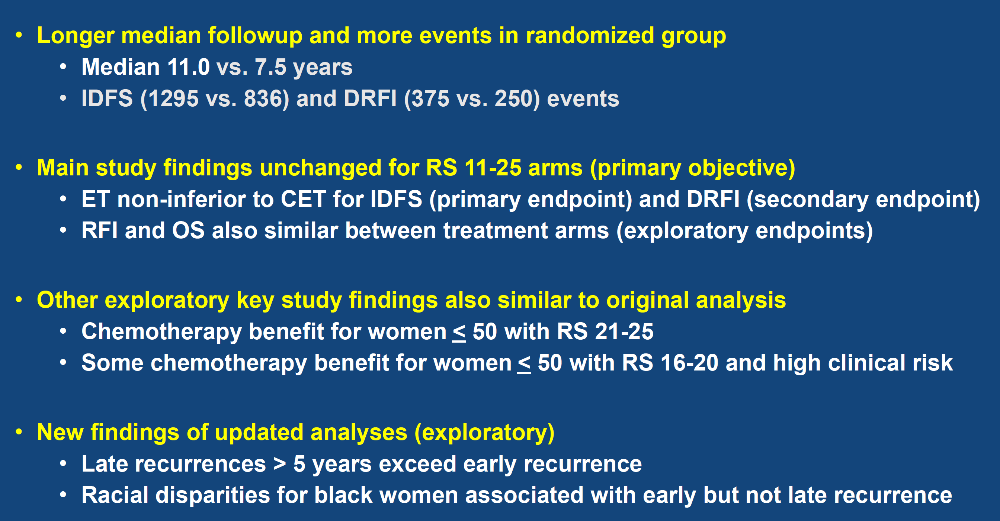 • Longer median followup and more events in randomized group
• Median 11.0 vs. 7.5 years
• IDFS (1295 vs. 836) and DRFI (375 vs. 250) events
• Main study findings unchanged for RS 11-25 arms (primary objective)
• ET non-inferior to CET for IDFS (primary endpoint) and DRFI (secondary endpoint)
• RFI and OS also similar between treatment arms (exploratory endpoints)
• Other exploratory key study findings also similar to original analysis
• Chemotherapy benefit for women ≤ 50 with RS 21-25
• Some chemotherapy benefit for women ≤ 50 with RS 16-20 and high clinical risk
• New findings of updated analyses (exploratory)
• Late recurrences > 5 years exceed early recurrence
• Racial disparities for black women associated with early but not late recurrence